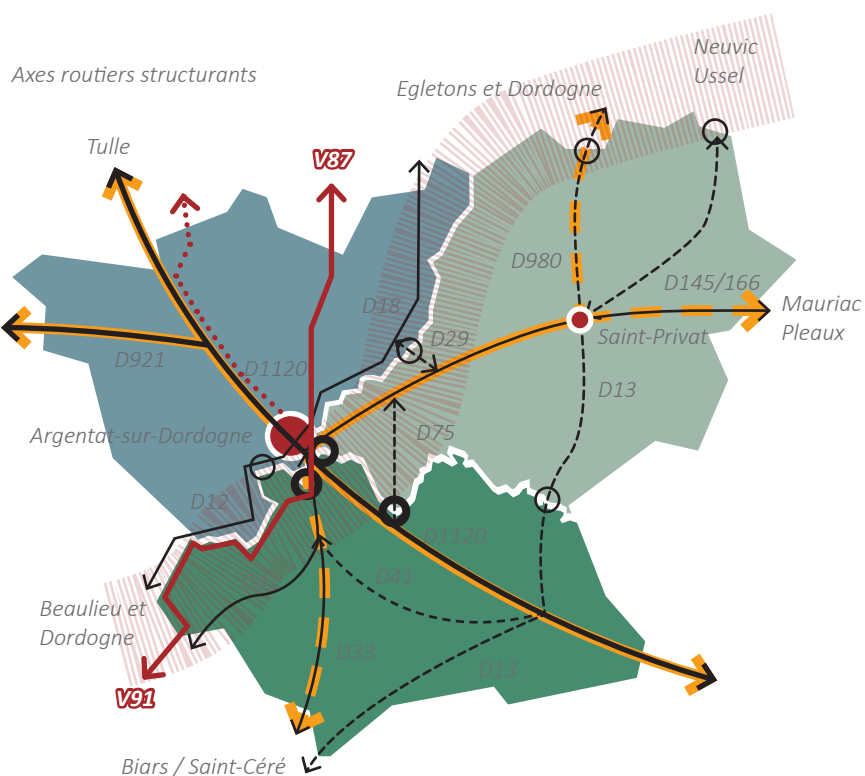 Neuvic
Ussel
Axes routiers structurants
Egletons et Dordogne
Tulle
V87
D980
D145/166
D18
Mauriac
Pleaux
D29
Saint-Privat
D921
D1120
D13
Argentat-sur-Dordogne
D75
D12
D1120
D41
Beaulieu et
Dordogne
D33
D13
V91
Biars / Saint-Céré